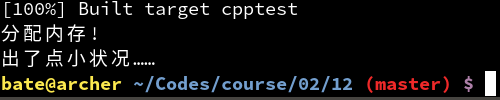 [100%] Built target cpptest
分配内存！
出了点小状况……
bate@archer ~/Codes/course/02/12 (master) $